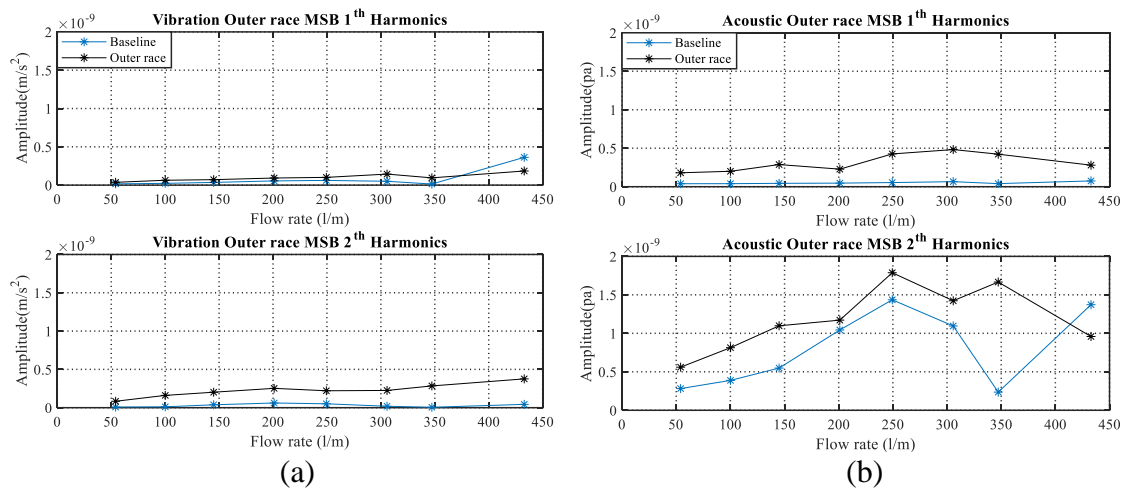 Vibration Outer race MSB 1th Harmonics
×10-9
Baseline
Outer race
2
1.5
1
0.5
0
Amplitude(m/s2)
0 50 100 150 200 250 300 350 400 450
Flow rate (l/m)
Vibration Outer race MSB 2th Harmonics
×10-9
2
1.5
1
0.5
0
Amplitude(m/s2)
0 50 100 150 200 250 300 350 400 450
Flow rate (l/m)
(a)
Acoustic Outer race MSB 1th Harmonics
×10-9
Baseline
Outer race
2
1.5
1
0.5
0
Amplitude(pa)
0 50 100 150 200 250 300 350 400 450
Flow rate (l/m)
Acoustic Outer race MSB 2th Harmonics
×10-9
2
1.5
1
0.5
0
Amplitude(pa)
0 50 100 150 200 250 300 350 400 450
Flow rate (l/m)
(b)